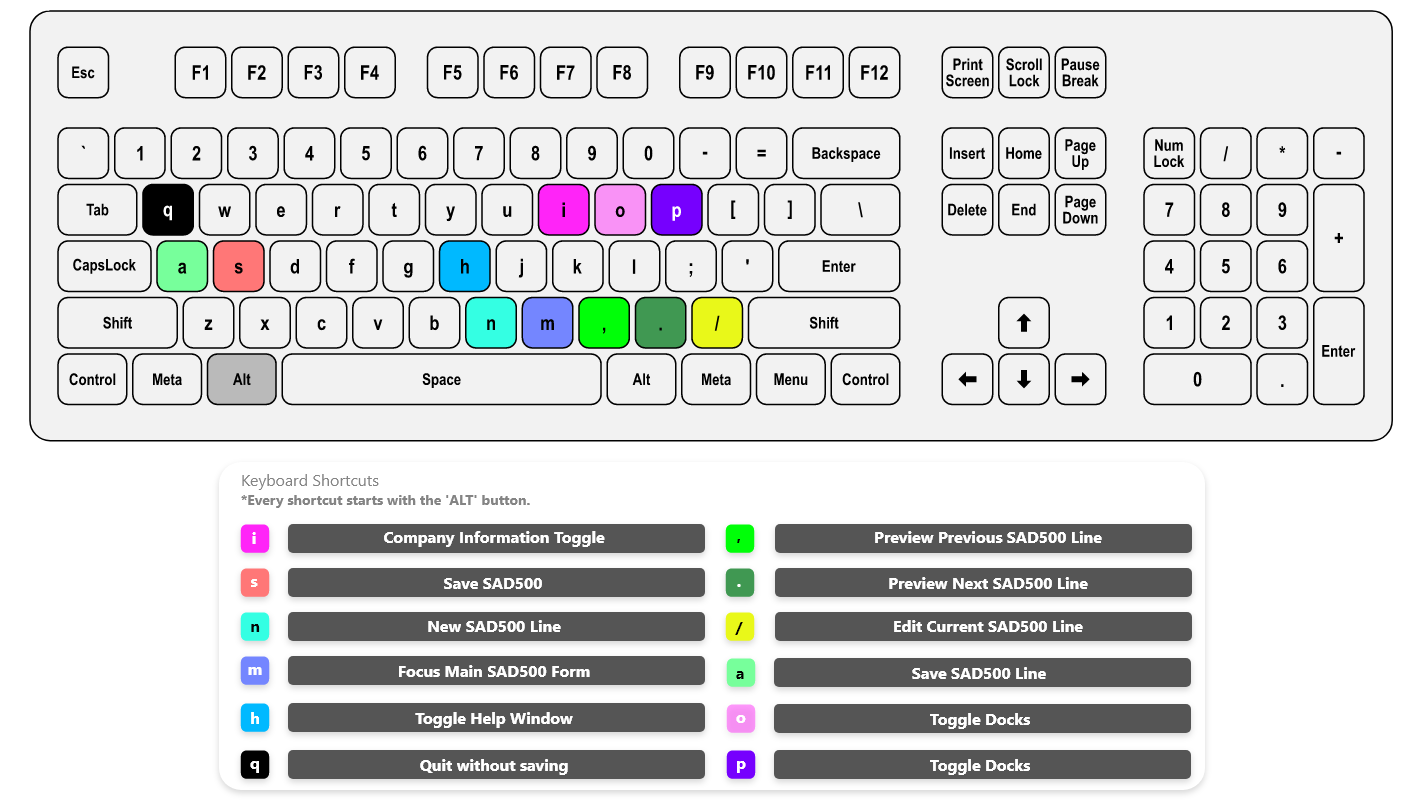 Esc F1 F2 F3 F4 F5 F6 F7 F8 F9 F10 F11 F12 Print Screen Scroll Lock Pause Break
` 1 2 3 4 5 6 7 8 9 0 - = Backspace Insert Home Page Up Num Lock / * -
Tab q w e r t y u i o p [ ] \ Delete End Page Down 7 8 9 +
CapsLock a s d f g h j k l ; ' Enter 4 5 6
Shift z x c v b n m , . / Shift 🡅 1 2 3 Enter
Control Meta Alt Space Alt Meta Menu Control 🡄 🡇 🡆 0 .
Keyboard Shortcuts
*Every shortcut starts with the 'ALT' button.
i Company Information Toggle
, Preview Previous SAD500 Line
s Save SAD500
. Preview Next SAD500 Line
n New SAD500 Line
/ Edit Current SAD500 Line
m Focus Main SAD500 Form
a Save SAD500 Line
h Toggle Help Window
o Toggle Docks
q Quit without saving
p Toggle Docks